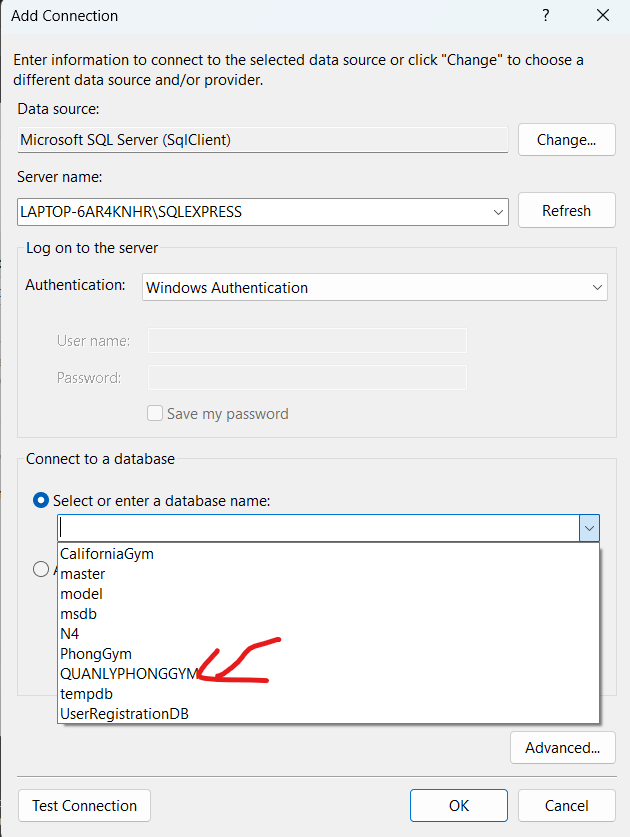 Add Connection
?
Enter information to connect to the selected data source or click "Change" to choose a
different data source and/or provider.
Data source:
Microsoft SQL Server (SqlClient)
Change...
Server name:
LAPTOP-6AR4KNHR\SQLEXPRESS
Refresh
Log on to the server
Authentication:
Windows Authentication
User name:
Password:
Save my password
Connect to a database
Select or enter a database name:
CaliforniaGym
master
model
msdb
N4
PhongGym
QUANLYPHONGGYM
tempdb
UserRegistrationDB
Advanced...
Test Connection
OK
Cancel